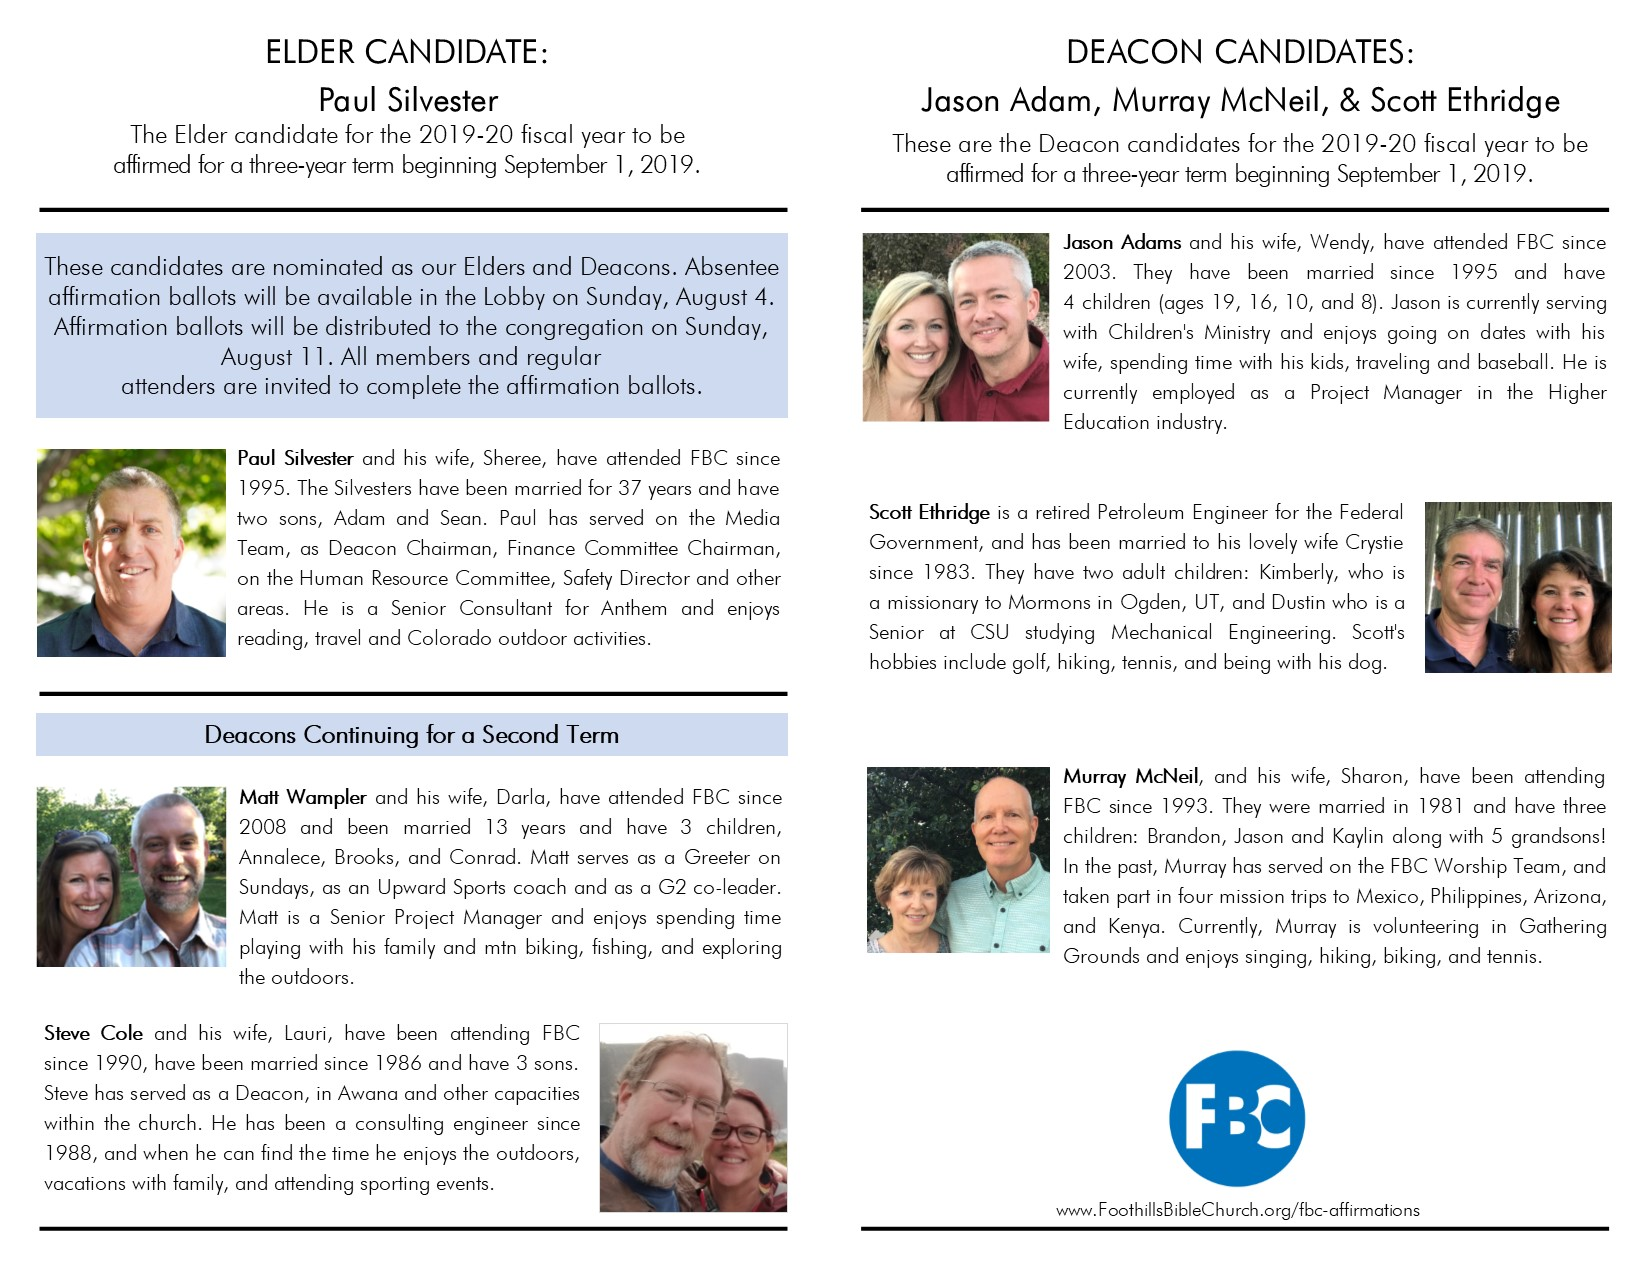 ELDER CANDIDATE:
Paul Silvester
The Elder candidate for the 2019-20 fiscal year to be
affirmed for a three-year term beginning September 1, 2019.
These candidates are nominated as our Elders and Deacons. Absentee
affirmation ballots will be available in the Lobby on Sunday, August 4.
Affirmation ballots will be distributed to the congregation on Sunday,
August 11. All members and regular
attenders are invited to complete the affirmation ballots.
Paul Silvester and his wife, Sheree, have attended FBC since
1995. The Silvesters have been married for 37 years and have
two sons, Adam and Sean. Paul has served on the Media
Team, as Deacon Chairman, Finance Committee Chairman,
on the Human Resource Committee, Safety Director and other
areas. He is a Senior Consultant for Anthem and enjoys
reading, travel and Colorado outdoor activities.
Deacons Continuing for a Second Term
Matt Wampler and his wife, Darla, have attended FBC since
2008 and been married 13 years and have 3 children,
Annalece, Brooks, and Conrad. Matt serves as a Greeter on
Sundays, as an Upward Sports coach and as a G2 co-leader.
Matt is a Senior Project Manager and enjoys spending time
playing with his family and mtn biking, fishing, and exploring
the outdoors.
Steve Cole and his wife, Lauri, have been attending FBC
since 1990, have been married since 1986 and have 3 sons.
Steve has served as a Deacon, in Awana and other capacities
within the church. He has been a consulting engineer since
1988, and when he can find the time he enjoys the outdoors,
vacations with family, and attending sporting events.
DEACON CANDIDATES:
Jason Adam, Murray McNeil, & Scott Ethridge
These are the Deacon candidates for the 2019-20 fiscal year to be
affirmed for a three-year term beginning September 1, 2019.
Jason Adams and his wife, Wendy, have attended FBC since
2003. They have been married since 1995 and have
4 children (ages 19, 16, 10, and 8). Jason is currently serving
with Children's Ministry and enjoys going on dates with his
wife, spending time with his kids, traveling and baseball. He is
currently employed as a Project Manager in the Higher
Education industry.
Scott Ethridge is a retired Petroleum Engineer for the Federal
Government, and has been married to his lovely wife Crystie
since 1983. They have two adult children: Kimberly, who is
a missionary to Mormons in Ogden, UT, and Dustin who is a
Senior at CSU studying Mechanical Engineering. Scott's
hobbies include golf, hiking, tennis, and being with his dog.
Murray McNeil, and his wife, Sharon, have been attending
FBC since 1993. They were married in 1981 and have three
children: Brandon, Jason and Kaylin along with 5 grandsons!
In the past, Murray has served on the FBC Worship Team, and
taken part in four mission trips to Mexico, Philippines, Arizona,
and Kenya. Currently, Murray is volunteering in Gathering
Grounds and enjoys singing, hiking, biking, and tennis.
FBC
www.FoothillsBibleChurch.org/fbc-affirmations